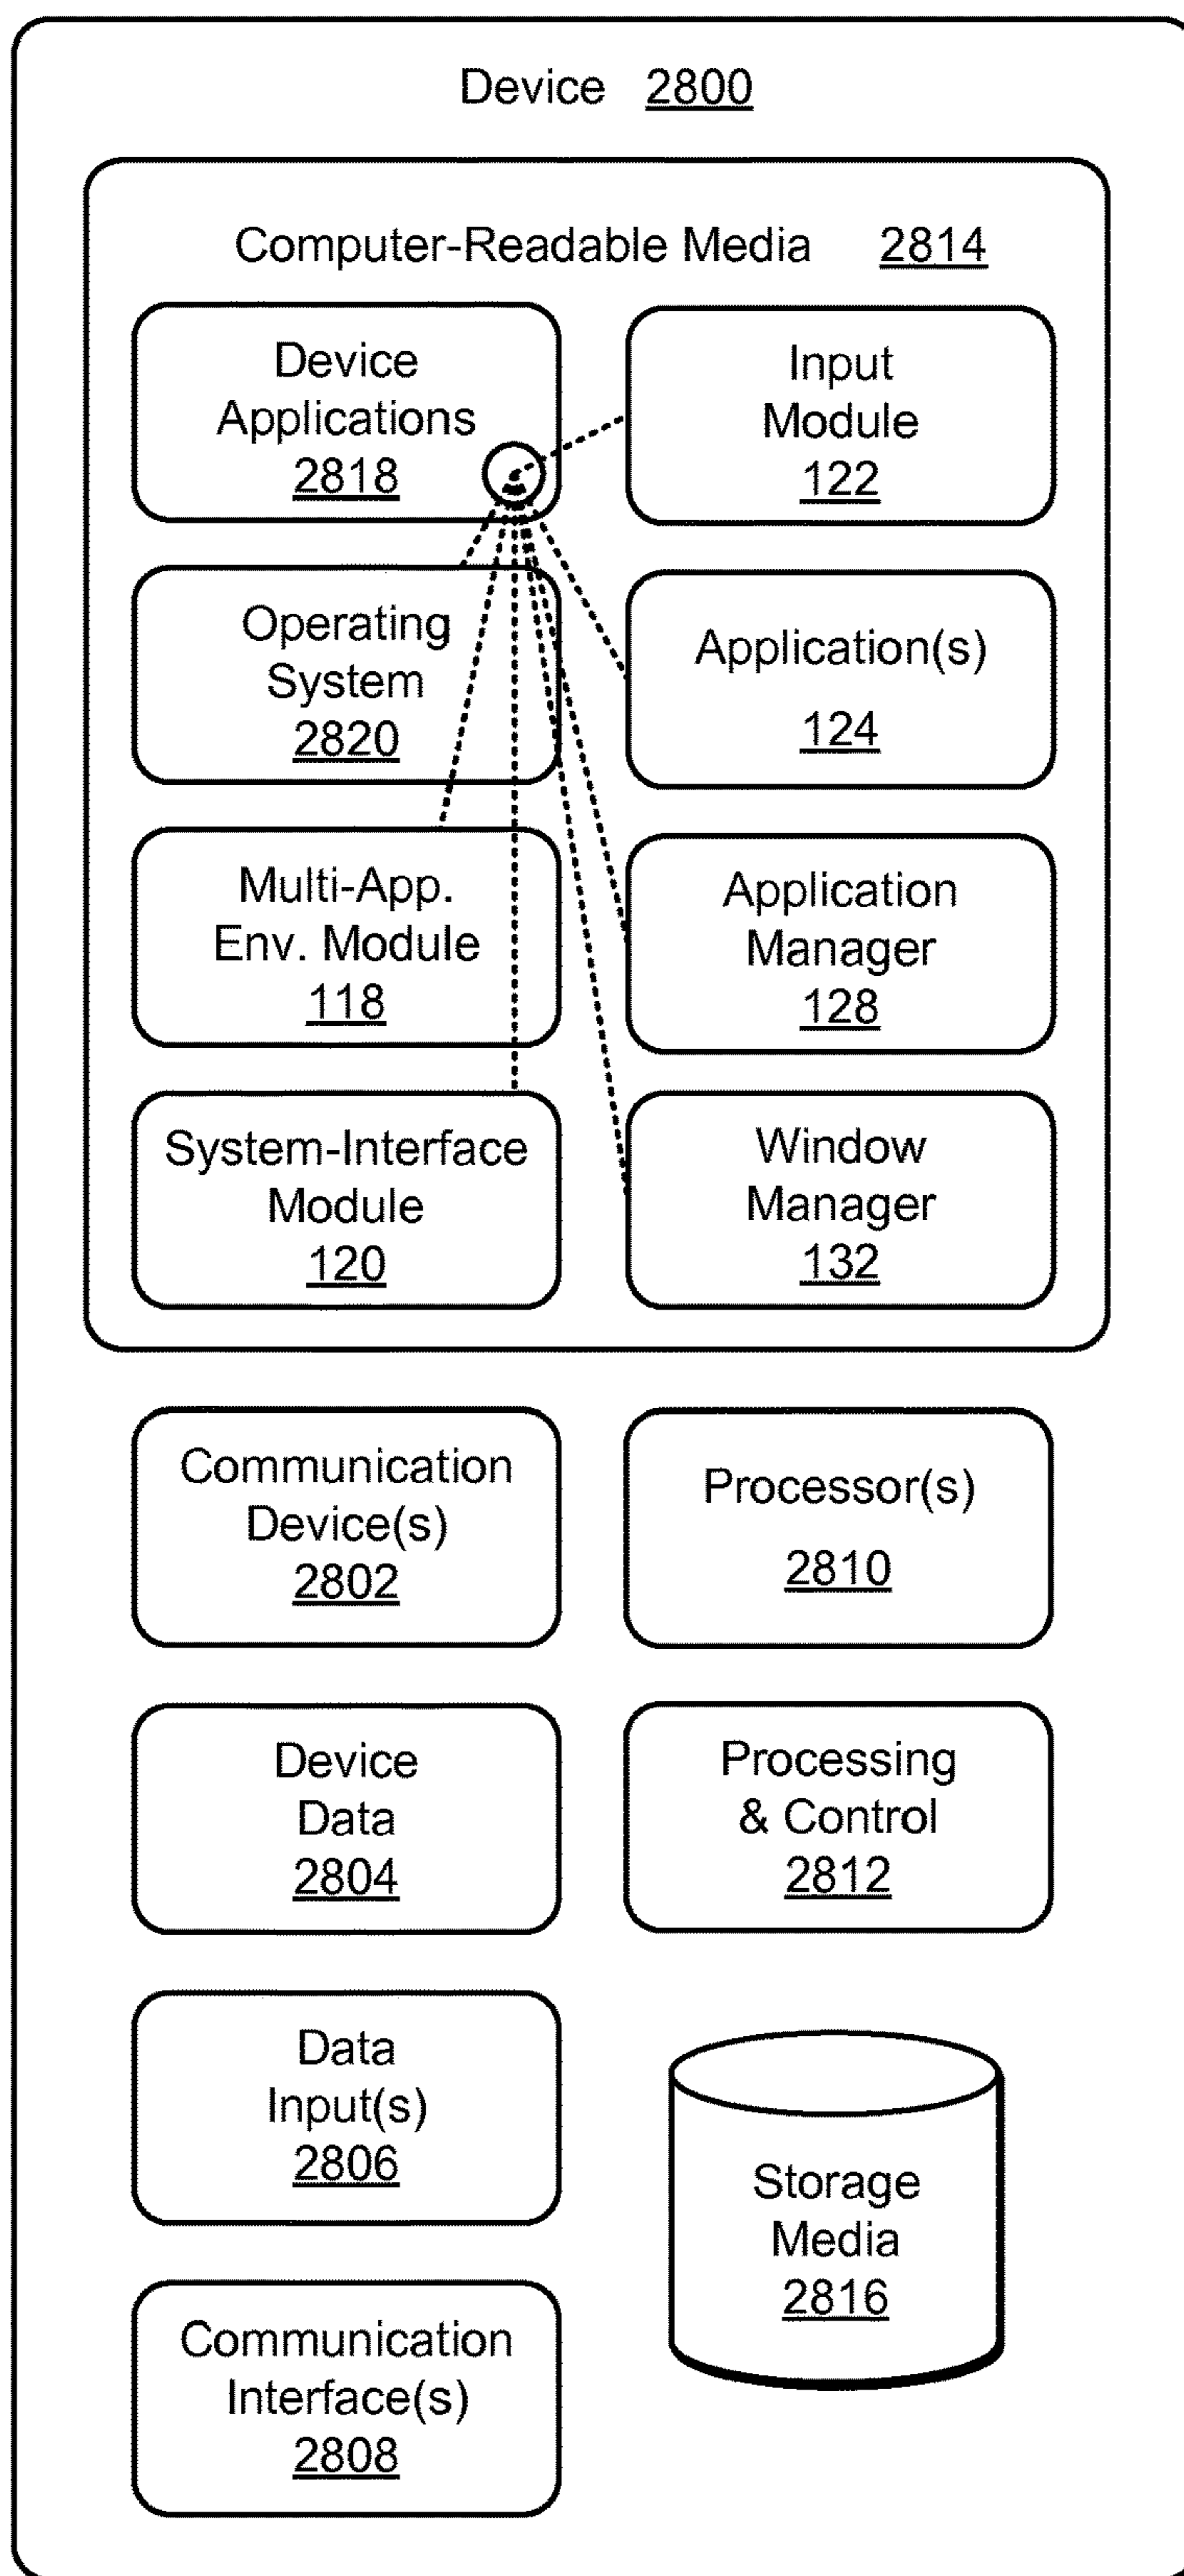 Device 2800
Computer-Readable Media 2814
Device
Applications
2818
Input
Module
122
Operating
System
2820
Application(s)
124
Multi-App.
Env. Module
118
Application
Manager
128
System-Interface
Module
120
Window
Manager
132
Communication
Device(s)
2802
Processor(s)
2810
Device
Data
2804
Processing
& Control
2812
Data
Input(s)
2806
Storage
Media
2816
Communication
Interface(s)
2808